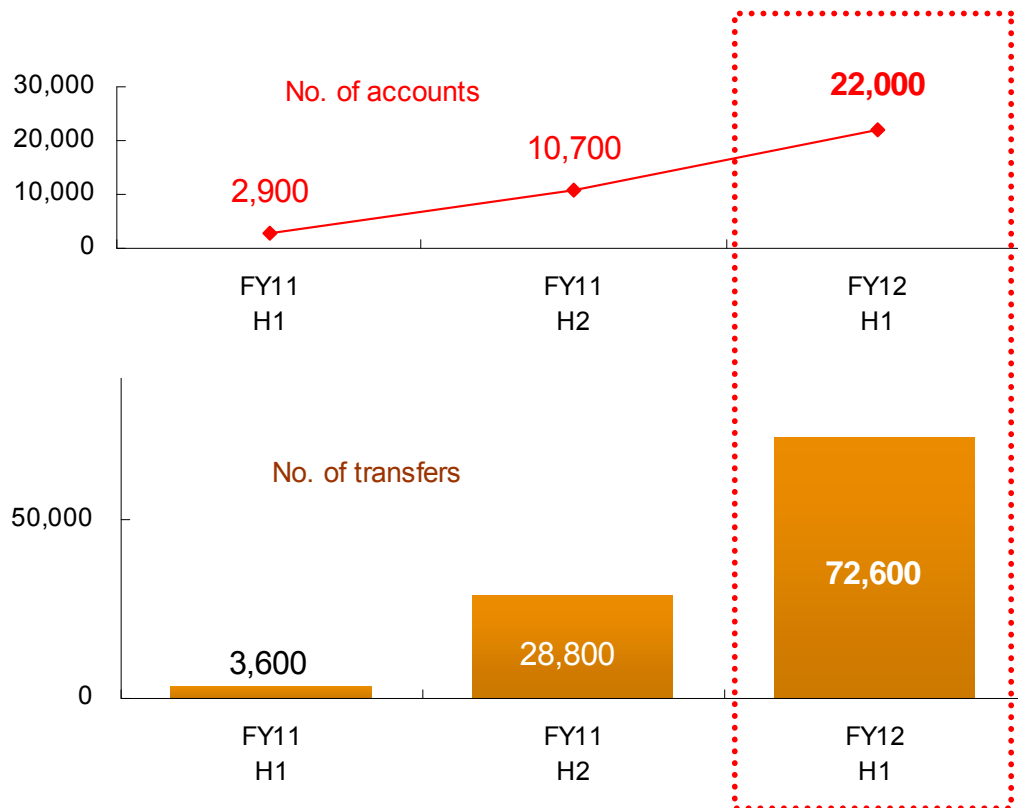 30,000
No. of accounts
22,000
20,000
10,700
10,000
2,900
0
FY11
H1
FY11
H2
FY12
H1
No. of transfers
50,000
72,600
28,800
3,600
0
FY11
H1
FY11
H2
FY12
H1